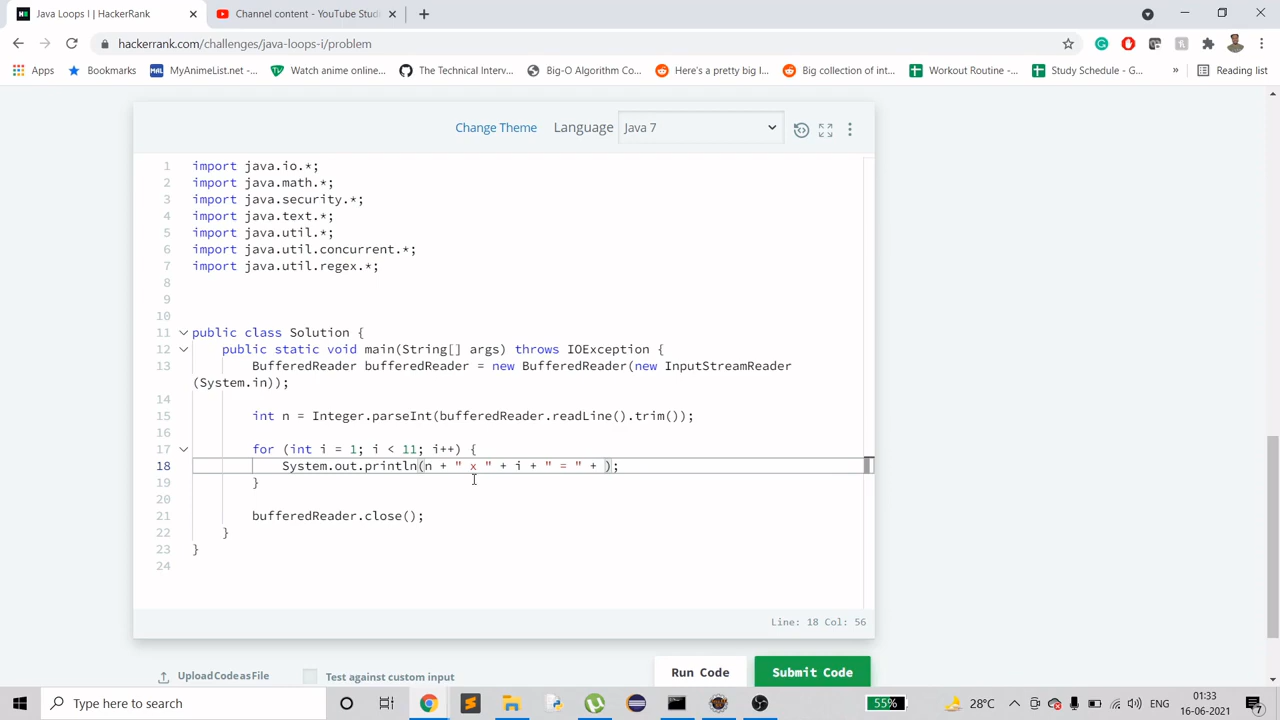 Java Loops I | HackerRank
Channel content - YouTube Studi
hackerrank.com/challenges/java-loops-i/problem
Apps
Bookmarks
MyAnimeList.net -...
Watch anime online...
The Technical Interv...
Big-O Algorithm Co...
Here's a pretty big l...
Big collection of int...
Workout Routine -...
Study Schedule - G...
»
Reading list
Change Theme Language Java 7
1 import java.io.*;
2 import java.math.*;
3 import java.security.*;
4 import java.text.*;
5 import java.util.*;
6 import java.util.concurrent.*;
7 import java.util.regex.*;
8
9
10
11 public class Solution {
12 public static void main(String[] args) throws IOException {
13 BufferedReader bufferedReader = new BufferedReader(new InputStreamReader
(System.in));
14
15 int n = Integer.parseInt(bufferedReader.readLine().trim());
16
17 for (int i = 1; i < 11; i++) {
18 System.out.println(n + " x " + i + " = " + );
19 }
20
21 bufferedReader.close();
22 }
23 }
24
Line: 18 Col: 56
Upload Code as File
Test against custom input
Run Code
Submit Code
Type here to search
55%
28°C
01:33
16-06-2021
7